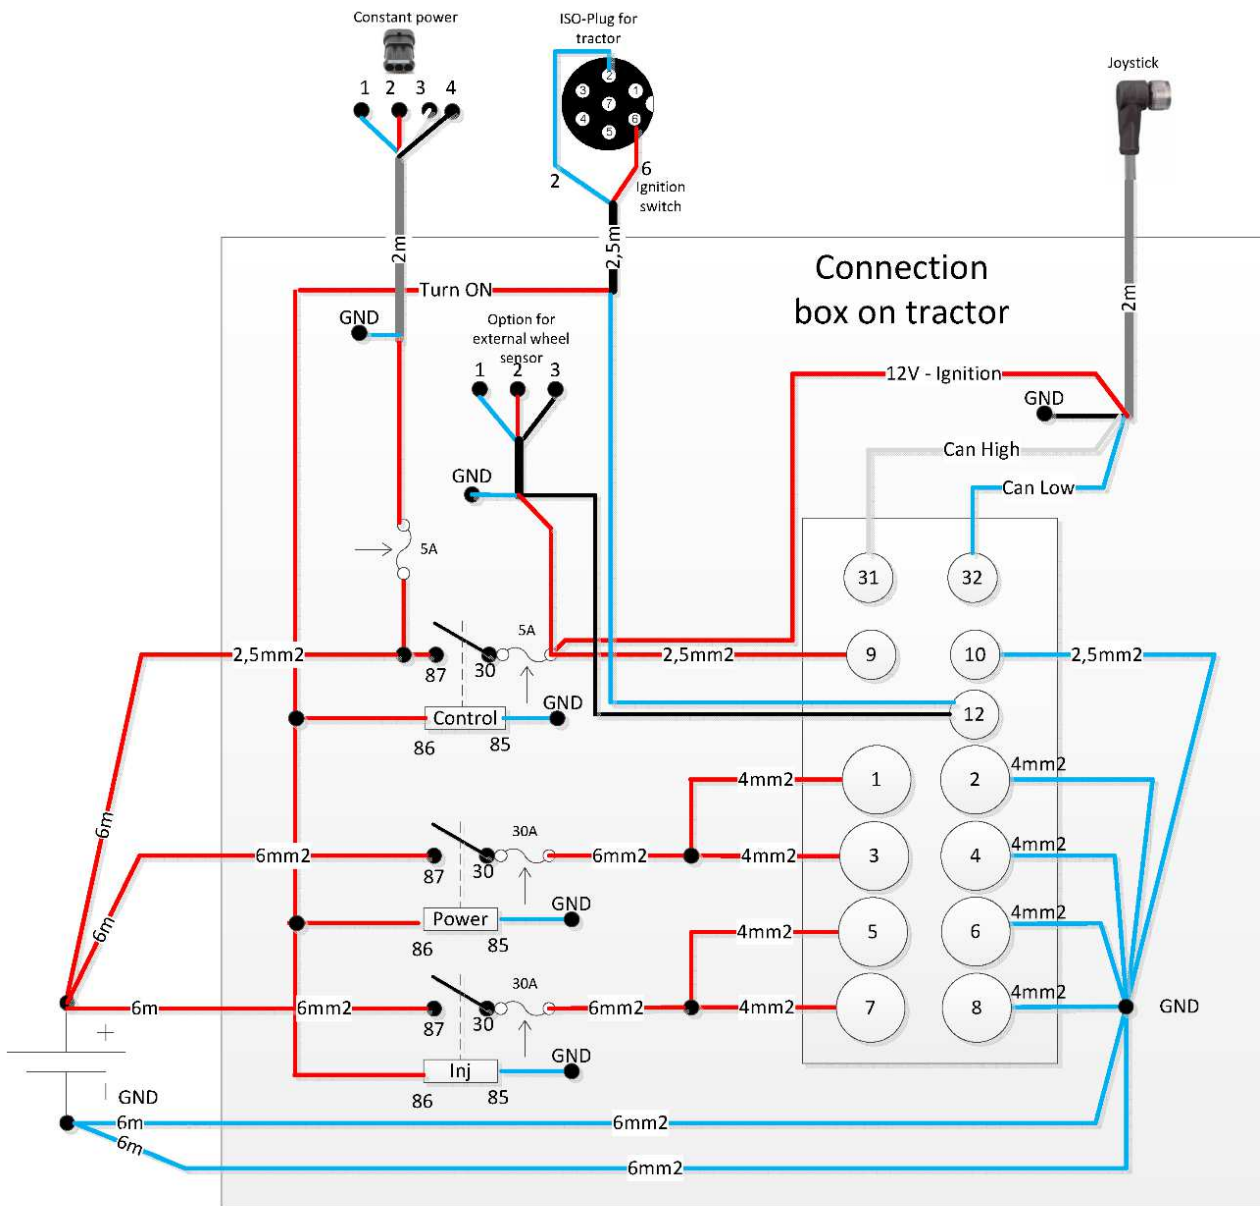 Constant power
ISO-Plug for
tractor
Joystick
1 2 3 4
2
3 1
7
4 6
5
2
6
Ignition
switch
2m
2,5m
2m
Connection
box on tractor
Turn ON
GND
Option for
external wheel
sensor
1 2 3
12V - Ignition
GND
Can High
GND
Can Low
5A
31 32
5A
2,5mm2
87
30
2,5mm2
9
10
2,5mm2
GND
Control
86
85
12
6m
4mm2
1
2
4mm2
30A
6mm2
87
30
6mm2
4mm2
3
4
4mm2
6m
GND
Power
86
85
4mm2
5
6
4mm2
30A
6m
6mm2
87
30
6mm2
4mm2
7
8
4mm2
GND
+
GND
Inj
86
85
GND
6m
6mm2
6m
6mm2